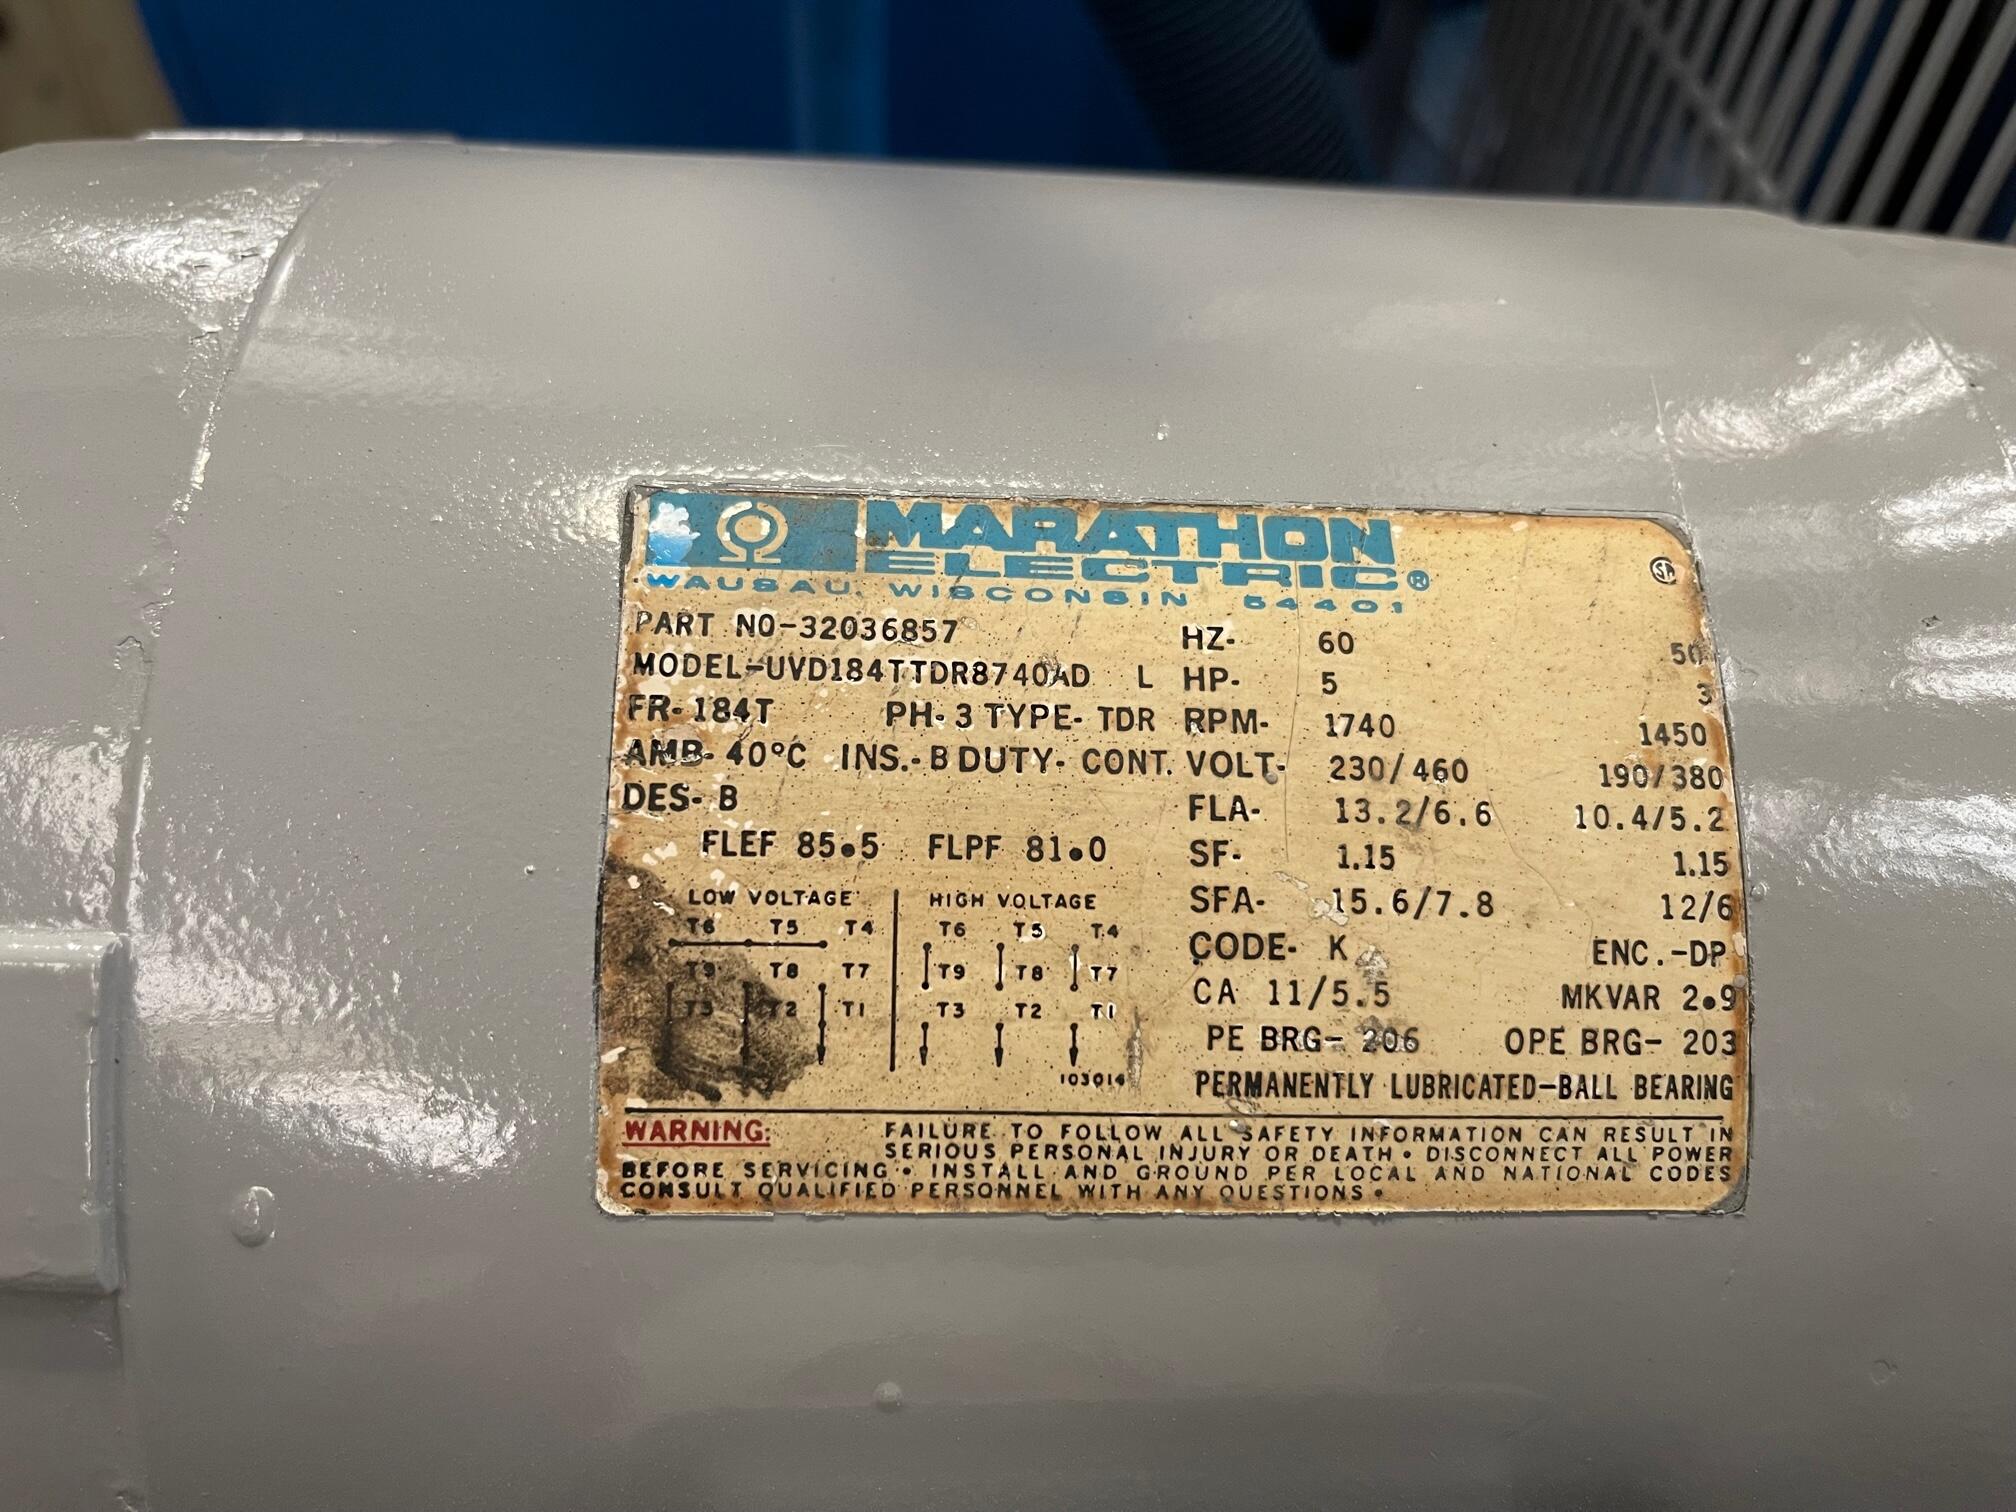 MARATHON
ELECTRIC®
WAUSAU, WISCONSIN 54401
SA
PART NO-32036857
MODEL-UVD184TTDR8740AD L
FR-184T PH-3 TYPE-TDR
AMB-40°C INS.-B DUTY-CONT.
DES-B
FLEF 85.5 FLPF 81.0
HZ- 60 50
HP- 5 3
RPM- 1740 1450
VOLT- 230/460 190/380
FLA- 13.2/6.6 10.4/5.2
SF- 1.15 1.15
SFA- 15.6/7.8 12/6
CODE- K ENC.-DP
CA 11/5.5 MKVAR 2.9
PE BRG- 206 OPE BRG- 203
PERMANENTLY LUBRICATED-BALL BEARING
LOW VOLTAGE
T6 T5 T4
T9 T8 T7
T3 T2 T1
HIGH VOLTAGE
T6 T5 T4
T9 T8 T7
T3 T2 T1
103014
WARNING: FAILURE TO FOLLOW ALL SAFETY INFORMATION CAN RESULT IN
SERIOUS PERSONAL INJURY OR DEATH • DISCONNECT ALL POWER
BEFORE SERVICING • INSTALL AND GROUND PER LOCAL AND NATIONAL CODES
CONSULT QUALIFIED PERSONNEL WITH ANY QUESTIONS •